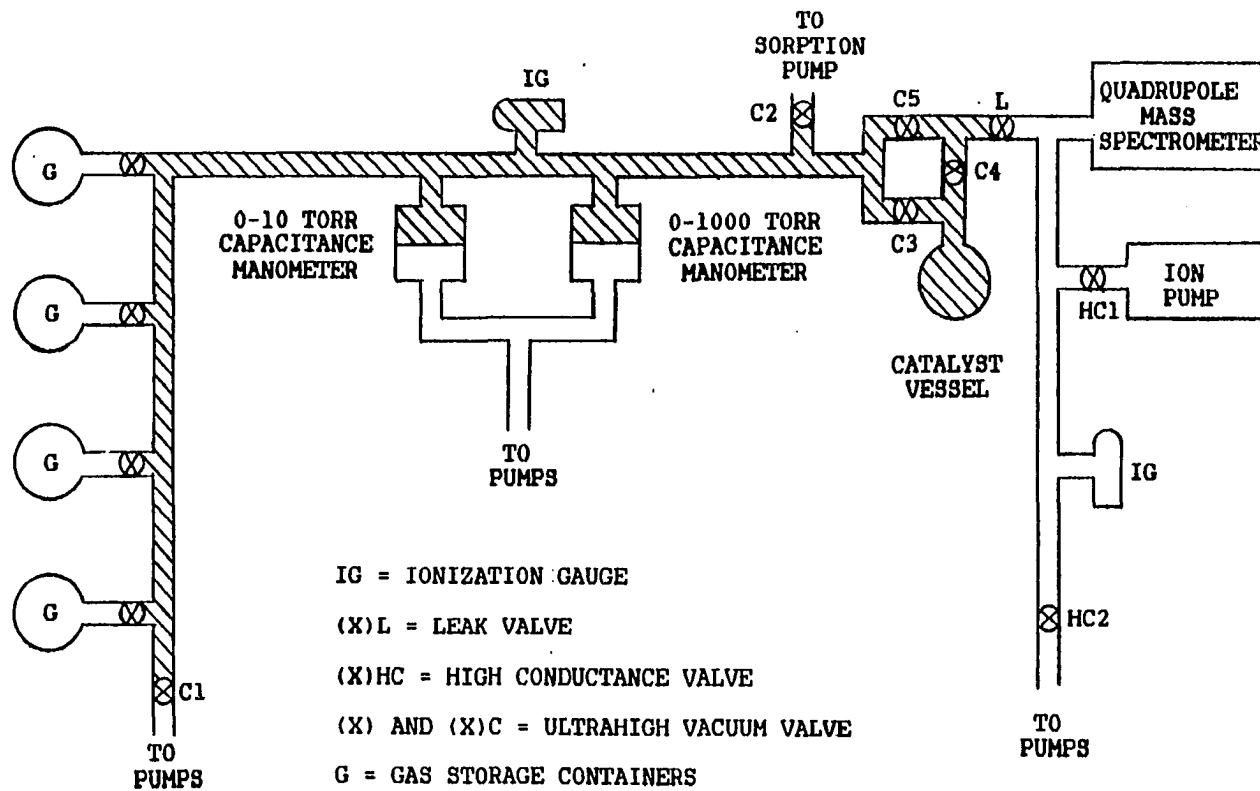 TO
SORPTION
PUMP
IG
C2
C5
L
QUADRUPOLE
MASS
SPECTROMETER
G
C4
0-10 TORR
CAPACITANCE
MANOMETER
0-1000 TORR
CAPACITANCE
MANOMETER
C3
G
HC1
ION
PUMP
CATALYST
VESSEL
TO
PUMPS
G
IG
IG = IONIZATION GAUGE
(X)L = LEAK VALVE
G
HC2
(X)HC = HIGH CONDUCTANCE VALVE
C1
(X) AND (X)C = ULTRAHIGH VACUUM VALVE
TO
PUMPS
TO
PUMPS
G = GAS STORAGE CONTAINERS